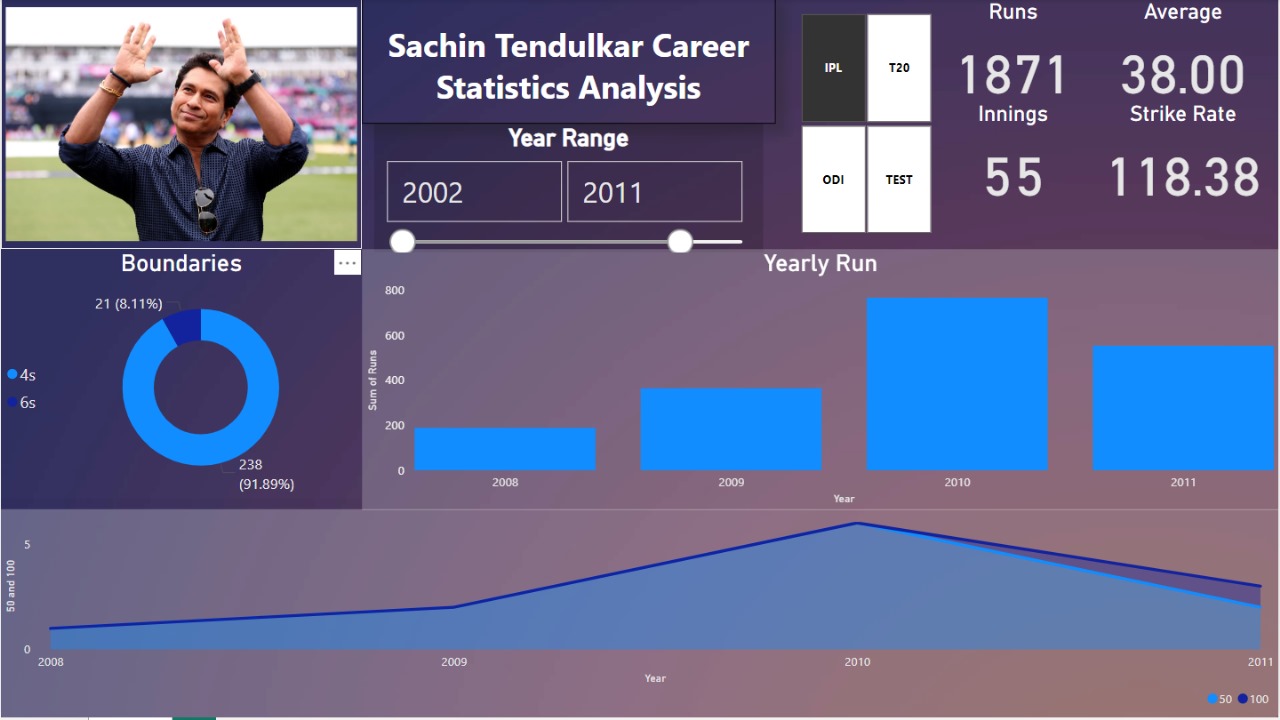 Sachin Tendulkar Career
Statistics Analysis
Year Range
2002
2011
IPL
T20
ODI
TEST
Runs
Average
1871
38.00
Innings
Strike Rate
55
118.38
Boundaries
...
21 (8.11%)
4s
6s
238
(91.89%)
Yearly Run
Sum of Runs
800
600
400
200
0
2008
2009
2010
2011
Year
50 and 100
5
0
2008
2009
2010
2011
Year
50
100